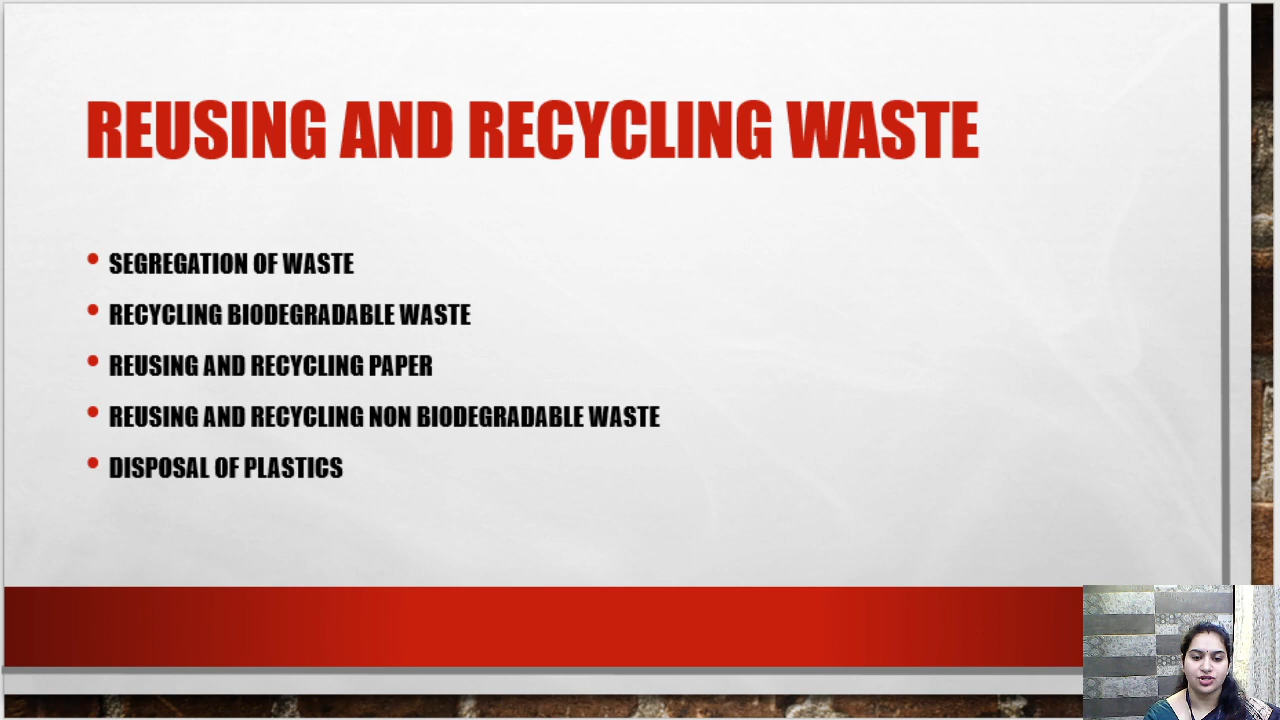 REUSING AND RECYCLING WASTE
• SEGREGATION OF WASTE
• RECYCLING BIODEGRADABLE WASTE
• REUSING AND RECYCLING PAPER
• REUSING AND RECYCLING NON BIODEGRADABLE WASTE
• DISPOSAL OF PLASTICS